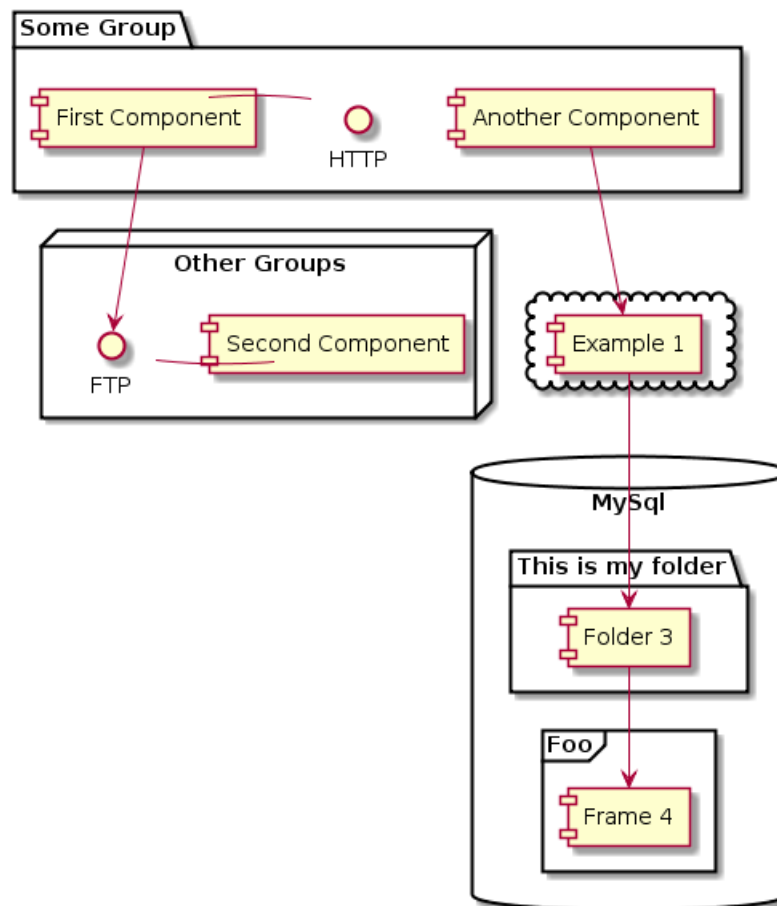 Some Group
First Component
HTTP
Another Component
Other Groups
FTP
Second Component
Example 1
MySql
This is my folder
Folder 3
Foo
Frame 4